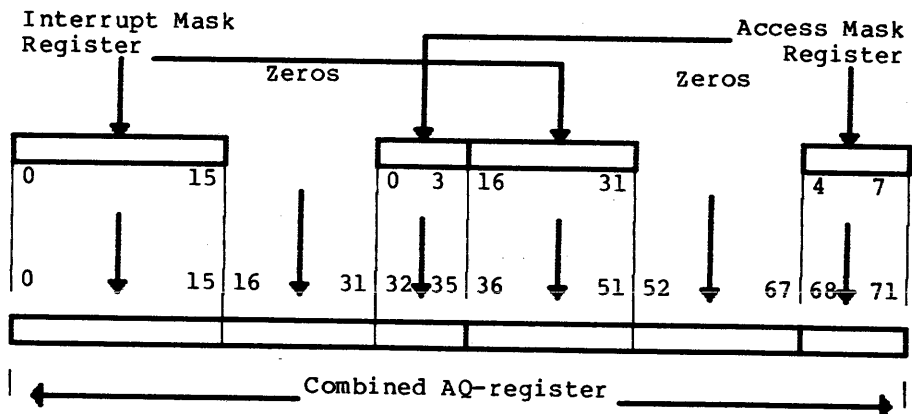 Interrupt Mask
Register
Access Mask
Register
Zeros
Zeros
0 15 0 3 16 31 4 7
0 15 16 31 32 35 36 51 52 67 68 71
Combined AQ-register